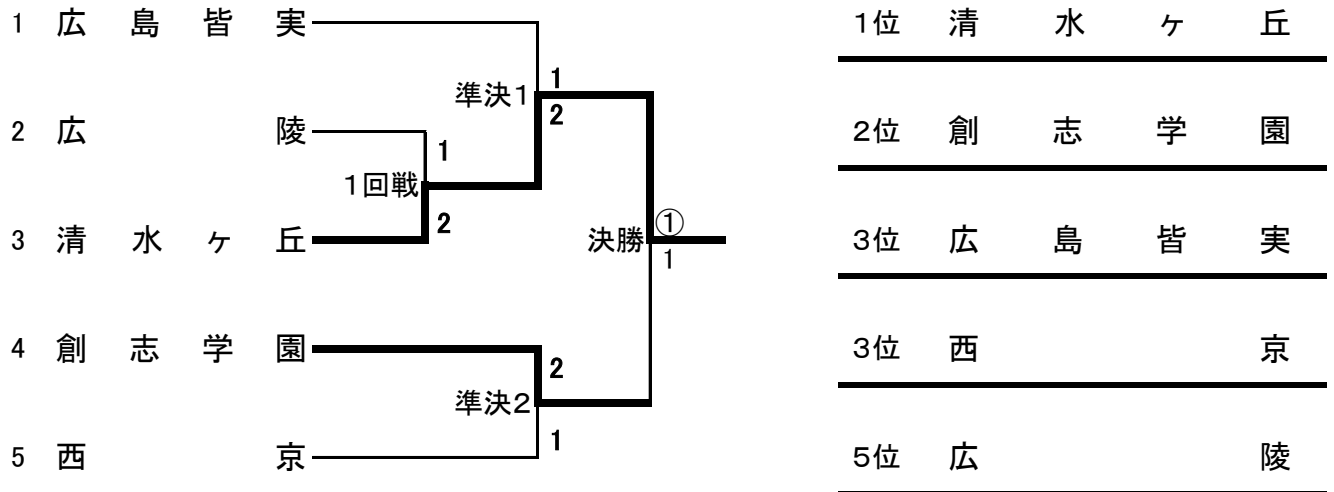 1 広島皆実
1
準決1
2
2 広陵
1
1回戦
2
3 清水ヶ丘
①
決勝
1
4 創志学園
2
準決2
1
5 西京
1位 清水ヶ丘
2位 創志学園
3位 広島皆実
3位 西京
5位 広陵